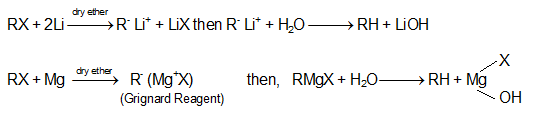 dry ether
RX + 2Li ⟶ R⁻ Li⁺ + LiX then R⁻ Li⁺ + H₂O ⟶ RH + LiOH
dry ether
RX + Mg ⟶ R⁻ (Mg⁺X) then, RMgX + H₂O ⟶ RH + Mg
X
OH
(Grignard Reagent)